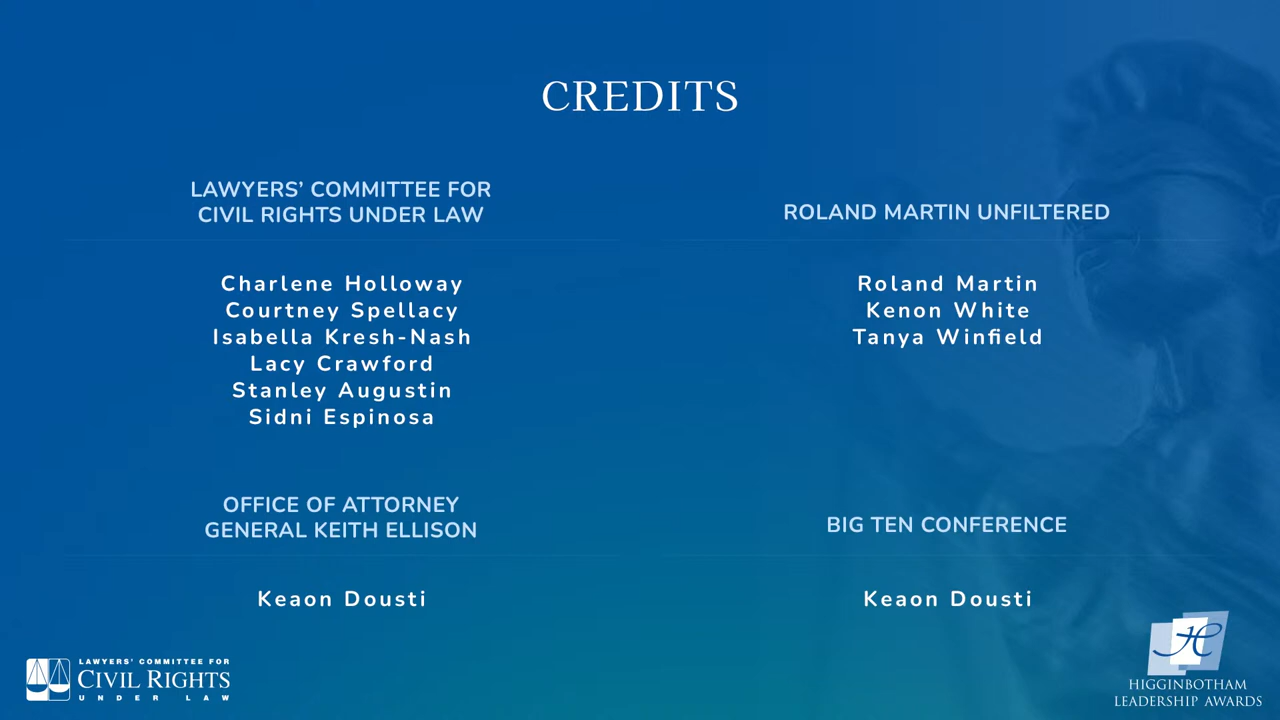 CREDITS
LAWYERS’ COMMITTEE FOR
CIVIL RIGHTS UNDER LAW
Charlene Holloway
Courtney Spellacy
Isabella Kresh-Nash
Lacy Crawford
Stanley Augustin
Sidni Espinosa
ROLAND MARTIN UNFILTERED
Roland Martin
Kenon White
Tanya Winfield
OFFICE OF ATTORNEY
GENERAL KEITH ELLISON
Keaon Dousti
BIG TEN CONFERENCE
Keaon Dousti
LAWYERS’ COMMITTEE FOR
CIVIL RIGHTS
UNDER LAW
H
HIGGINBOTHAM
LEADERSHIP AWARDS